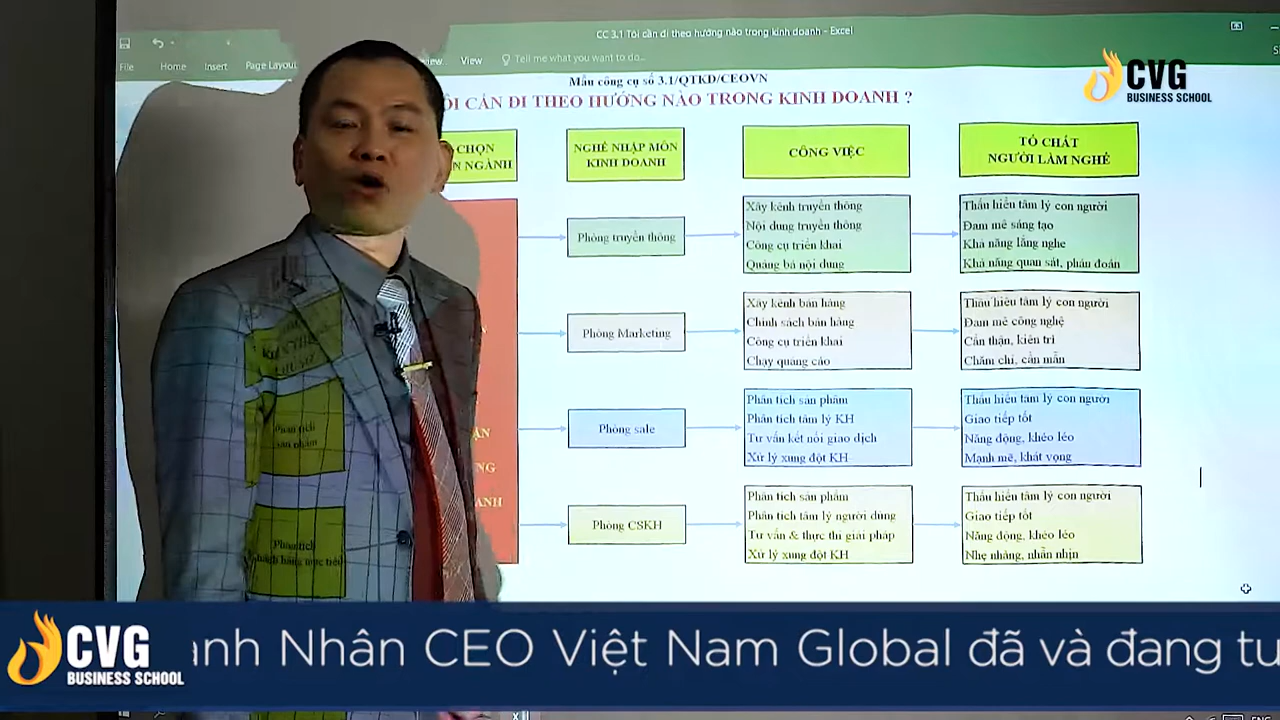 CC 3.1 Tôi cần đi theo hướng nào trong kinh doanh - Excel
File Home Insert Page Layout View Tell me what you want to do...
Mẫu công cụ số 3.1/QTKD/CEOVN
CẦN ĐI THEO HƯỚNG NÀO TRONG KINH DOANH ?
CVG
BUSINESS SCHOOL
CHỌN
NGÀNH
NGHỀ NHẬP MÔN
KINH DOANH
CÔNG VIỆC
TỐ CHẤT
NGƯỜI LÀM NGHỀ
Phòng truyền thông
Xây kênh truyền thông
Nội dung truyền thông
Công cụ triển khai
Quảng bá nội dung
Thấu hiểu tâm lý con người
Đam mê sáng tạo
Khả năng lắng nghe
Khả năng quan sát, phán đoán
Phòng Marketing
Xây kênh bán hàng
Chính sách bán hàng
Công cụ triển khai
Chạy quảng cáo
Thấu hiểu tâm lý con người
Đam mê công nghệ
Cẩn thận, kiên trì
Chăm chỉ, cần mẫn
Phòng sale
Phân tích sản phẩm
Phân tích tâm lý KH
Tư vấn kết nối giao dịch
Xử lý xung đột KH
Thấu hiểu tâm lý con người
Giao tiếp tốt
Năng động, khéo léo
Mạnh mẽ, khát vọng
Phòng CSKH
Phân tích sản phẩm
Phân tích tâm lý người dùng
Tư vấn & thực thi giải pháp
Xử lý xung đột KH
Thấu hiểu tâm lý con người
Giao tiếp tốt
Năng động, khéo léo
Nhẹ nhàng, nhẫn nhịn
Phân tích
sản phẩm
Phân tích
khách hàng mục tiêu
CVG
BUSINESS SCHOOL
anh Nhân CEO Việt Nam Global đã và đang tu
ENG